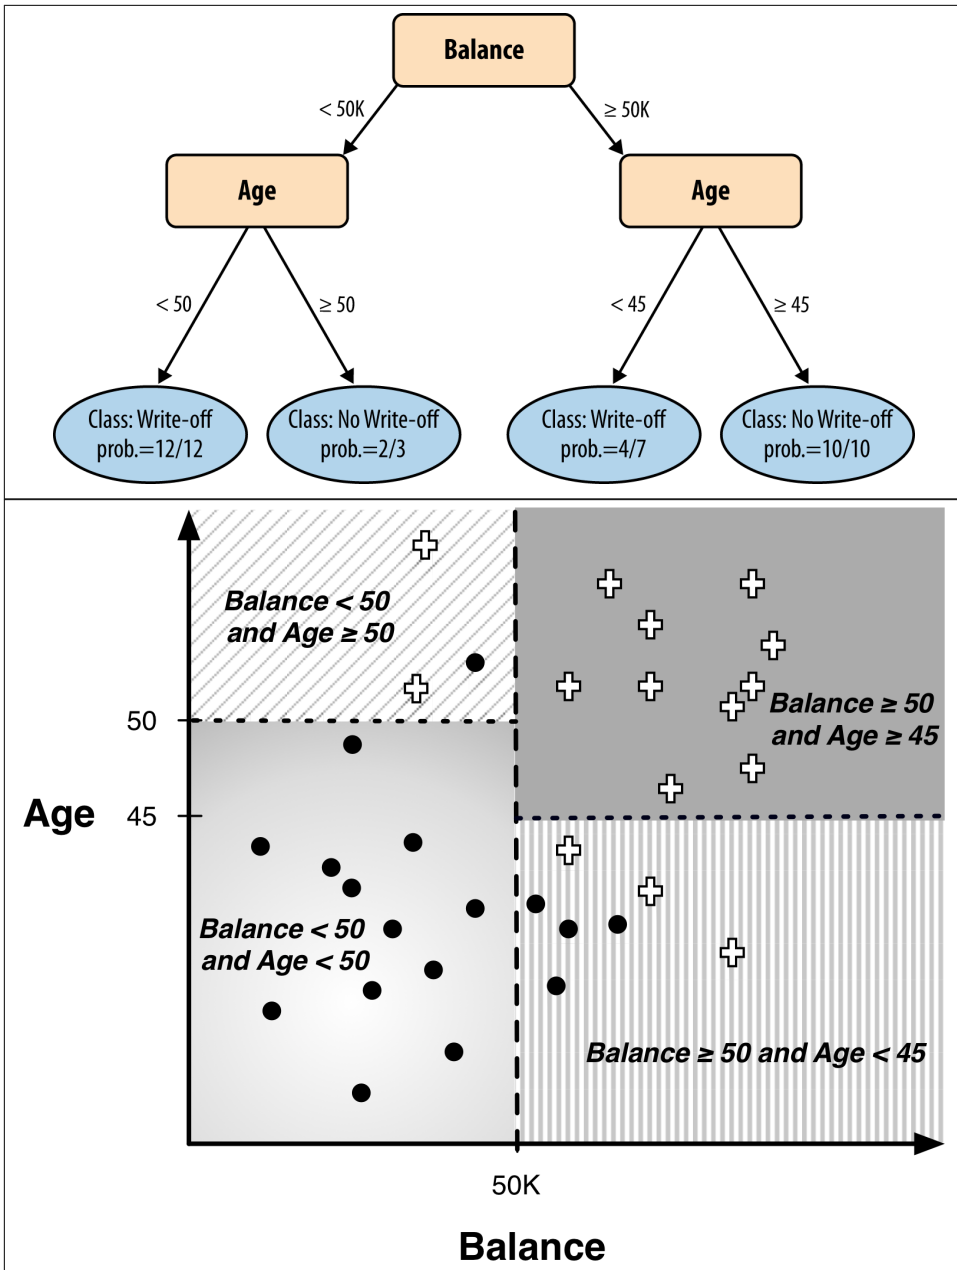 Balance
< 50K
≥ 50K
Age
Age
< 50
≥ 50
< 45
≥ 45
Class: Write-off
prob.=12/12
Class: No Write-off
prob.=2/3
Class: Write-off
prob.=4/7
Class: No Write-off
prob.=10/10
Balance < 50
and Age ≥ 50
Balance ≥ 50
and Age ≥ 45
50
Age
45
Balance < 50
and Age < 50
Balance ≥ 50 and Age < 45
50K
Balance